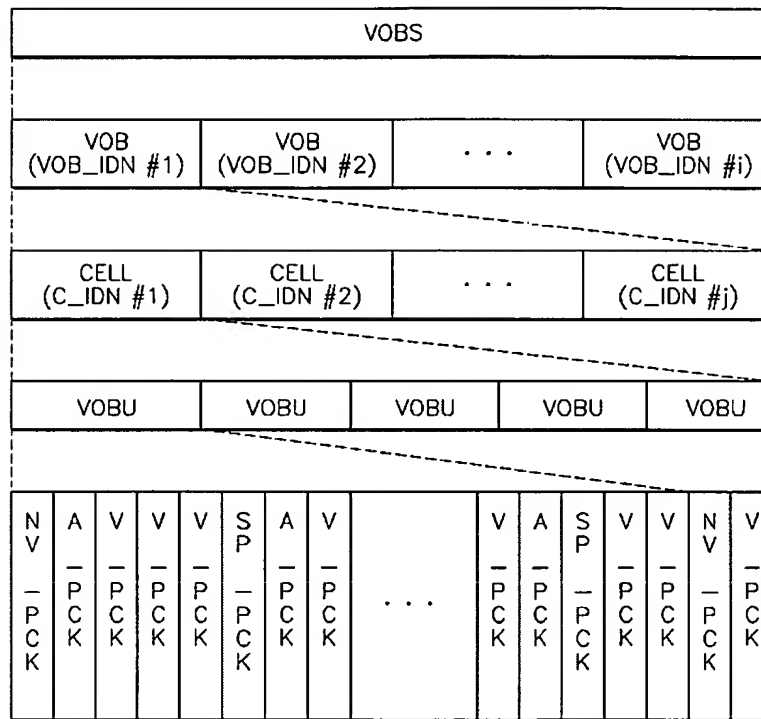 VOBS
VOB VOB . . . VOB
(VOB_IDN #1) (VOB_IDN #2) (VOB_IDN #i)
CELL CELL . . . CELL
(C_IDN #1) (C_IDN #2) (C_IDN #j)
VOBU VOBU VOBU VOBU VOBU
NV_PCK A_PCK V_PCK V_PCK V_PCK SP_PCK A_PCK V_PCK . . . V_PCK A_PCK SP_PCK V_PCK V_PCK NV_PCK V_PCK